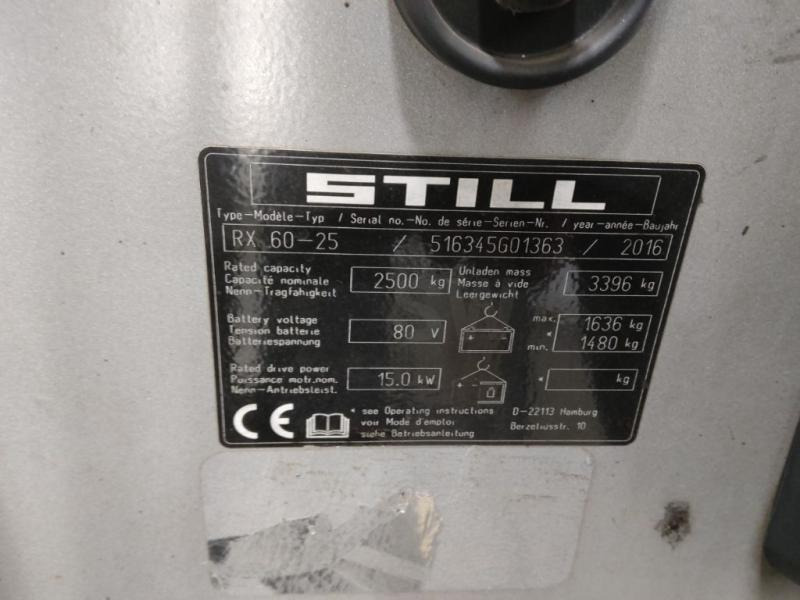 STILL
Type-Modèle-Typ / Serial no.-No. de série-Serien-Nr. / year-année-Baujahr
RX 60-25 / 516345G01363 / 2016
Rated capacity
Capacité nominale
Nenn-Tragfähigkeit
2500 kg
Unladen mass
Masse à vide
Leergewicht
3396 kg
Battery voltage
Tension batterie
Batteriespannung
80 V
+ -
max. 1636 kg
*
min. 1480 kg
Rated drive power
Puissance motr.nom.
Nenn-Antriebsleist.
15.0 kW
+ -
* kg
CE
* see Operating instructions
voir Mode d'emploi
siehe Betriebsanleitung
D-22113 Hamburg
Berzeliusstr. 10